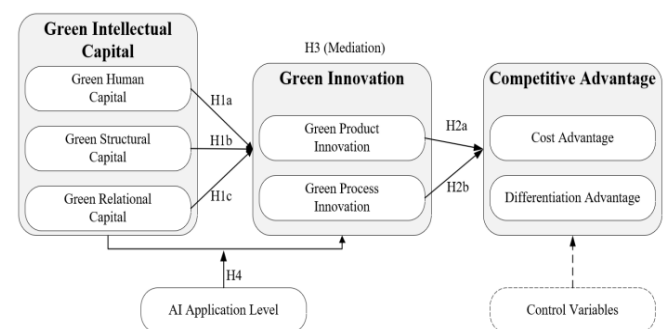 Green Intellectual
Capital
Green Human
Capital
Green Structural
Capital
Green Relational
Capital
H1a
H1b
H1c
H3 (Mediation)
Green Innovation
Green Product
Innovation
Green Process
Innovation
H2a
H2b
Competitive Advantage
Cost Advantage
Differentiation Advantage
H4
AI Application Level
Control Variables